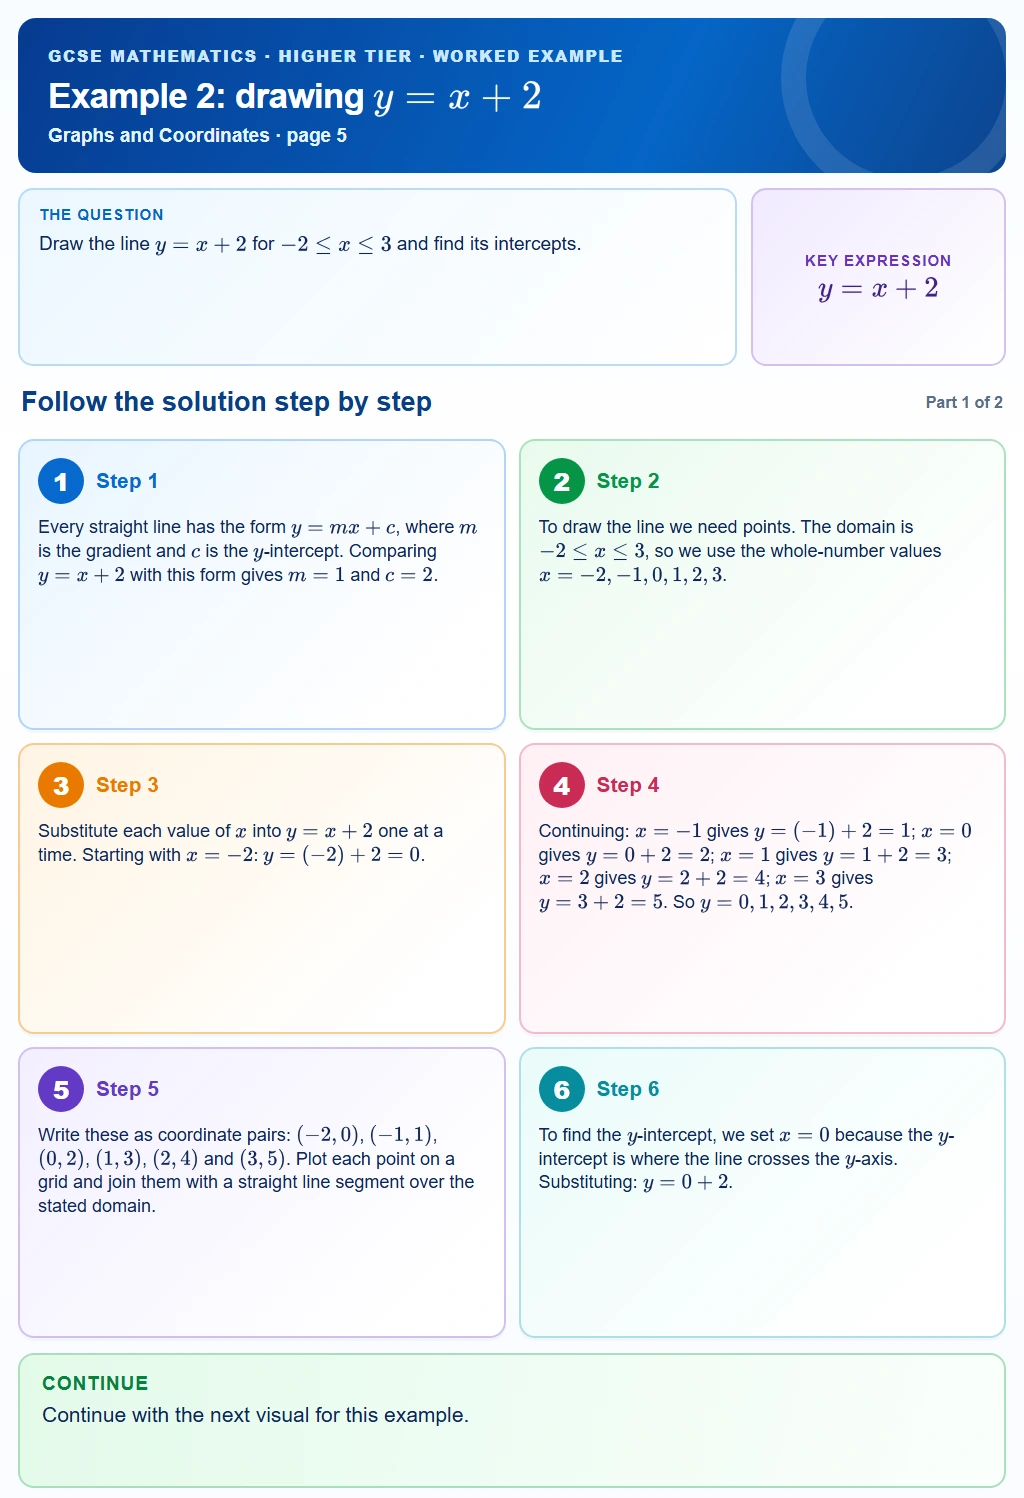 GCSE MATHEMATICS · HIGHER TIER · WORKED EXAMPLE
Example 2: drawing y = x + 2
Graphs and Coordinates · page 5
THE QUESTION
Draw the line y = x + 2 for −2 ≤ x ≤ 3 and find its intercepts.
KEY EXPRESSION
y = x + 2
Follow the solution step by step
Part 1 of 2
1 Step 1
Every straight line has the form y = mx + c, where m
is the gradient and c is the y-intercept. Comparing
y = x + 2 with this form gives m = 1 and c = 2.
2 Step 2
To draw the line we need points. The domain is
−2 ≤ x ≤ 3, so we use the whole-number values
x = −2, −1, 0, 1, 2, 3.
3 Step 3
Substitute each value of x into y = x + 2 one at a
time. Starting with x = −2: y = (−2) + 2 = 0.
4 Step 4
Continuing: x = −1 gives y = (−1) + 2 = 1; x = 0
gives y = 0 + 2 = 2; x = 1 gives y = 1 + 2 = 3;
x = 2 gives y = 2 + 2 = 4; x = 3 gives
y = 3 + 2 = 5. So y = 0, 1, 2, 3, 4, 5.
5 Step 5
Write these as coordinate pairs: (−2, 0), (−1, 1),
(0, 2), (1, 3), (2, 4) and (3, 5). Plot each point on a
grid and join them with a straight line segment over the
stated domain.
6 Step 6
To find the y-intercept, we set x = 0 because the y-
intercept is where the line crosses the y-axis.
Substituting: y = 0 + 2.
CONTINUE
Continue with the next visual for this example.